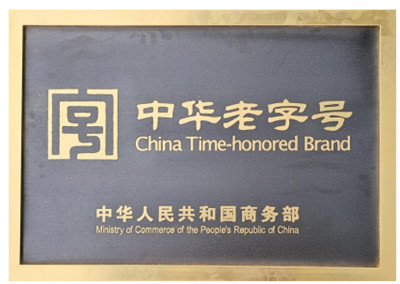 中华老字号
China Time-honored Brand
中华人民共和国商务部
Ministry of Commerce of the People's Republic of China